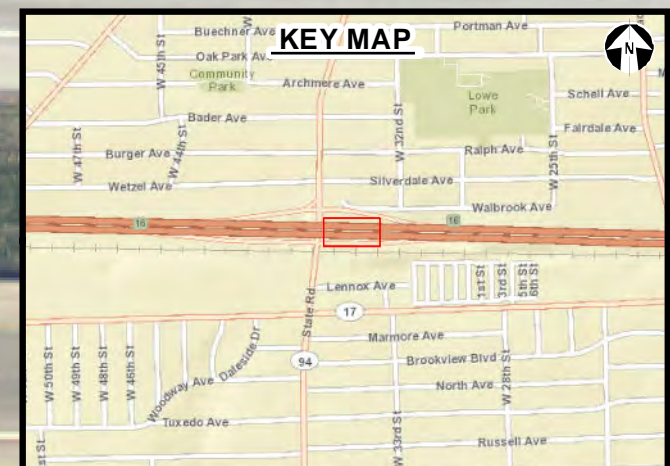 KEY MAP
N
Buechner Ave
Portman Ave
Oak Park Ave
W 45th St
Community
Park
Archmere Ave
Lowe
Park
Schell Ave
Bader Ave
Fairdale Ave
W 47th St
W 44th St
W 32nd St
W 25th St
Burger Ave
Ralph Ave
Wetzel Ave
Silverdale Ave
Walbrook Ave
16
16
Lennox Ave
1st St
3rd St
5th St
6th St
State Rd
17
Marmore Ave
94
Brookview Blvd
W 50th St
W 49th St
W 48th St
W 46th St
Woodway Ave
Daleside Dr
North Ave
W 28th St
Tuxedo Ave
W 33rd St
Russell Ave
st St